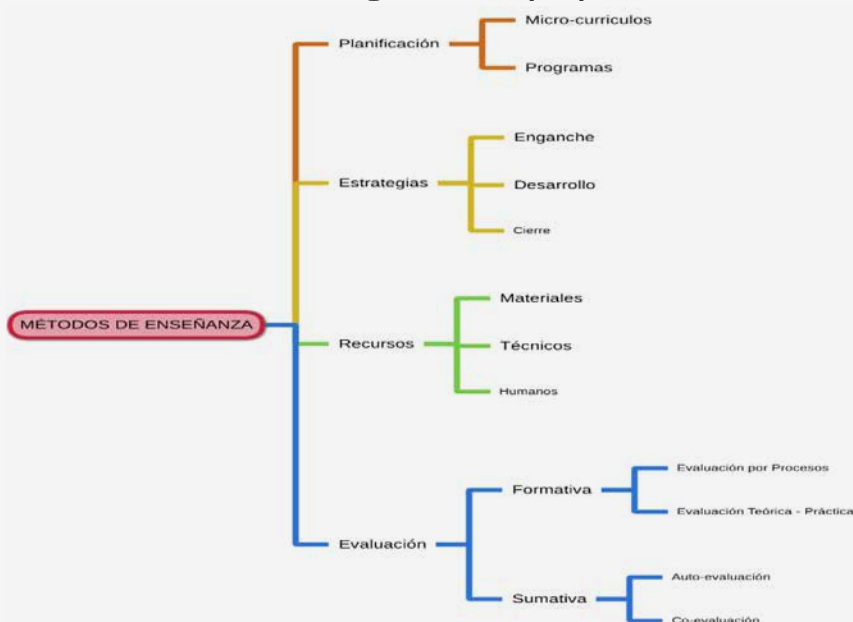 Micro-curriculos
Planificación
Programas
Enganche
Estrategias
Desarrollo
Cierre
Materiales
MÉTODOS DE ENSEÑANZA
Recursos
Técnicos
Humanos
Evaluación por Procesos
Formativa
Evaluación Teórica - Práctica
Evaluación
Auto-evaluación
Sumativa
Co-evaluación